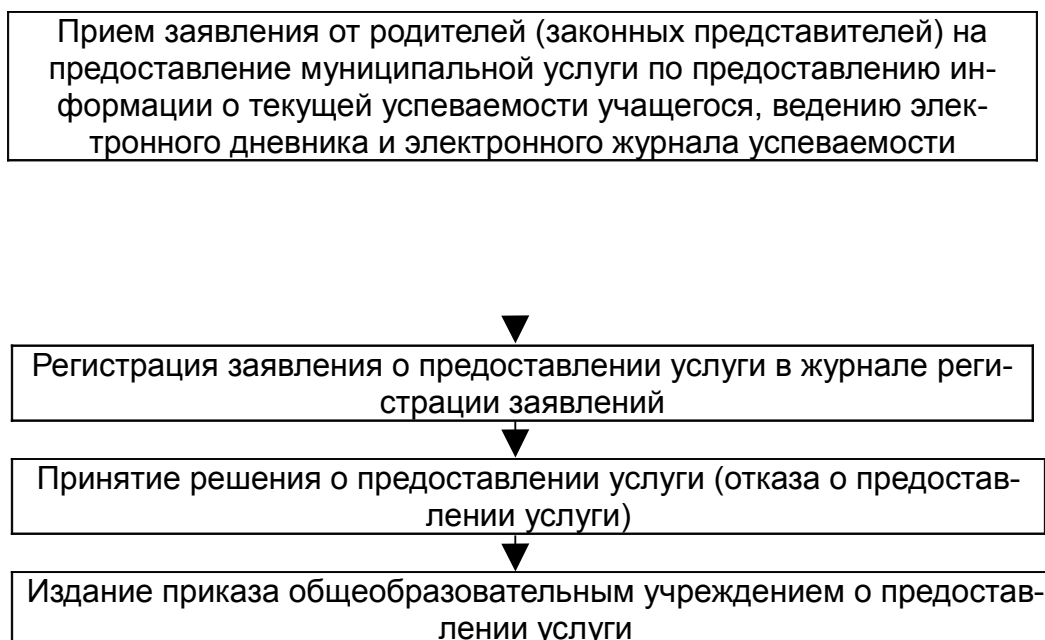 Прием заявления от родителей (законных представителей) на
предоставление муниципальной услуги по предоставлению ин-
формации о текущей успеваемости учащегося, ведению элек-
тронного дневника и электронного журнала успеваемости
Регистрация заявления о предоставлении услуги в журнале реги-
страции заявлений
Принятие решения о предоставлении услуги (отказа о предостав-
лении услуги)
Издание приказа общеобразовательным учреждением о предостав-
лении услуги